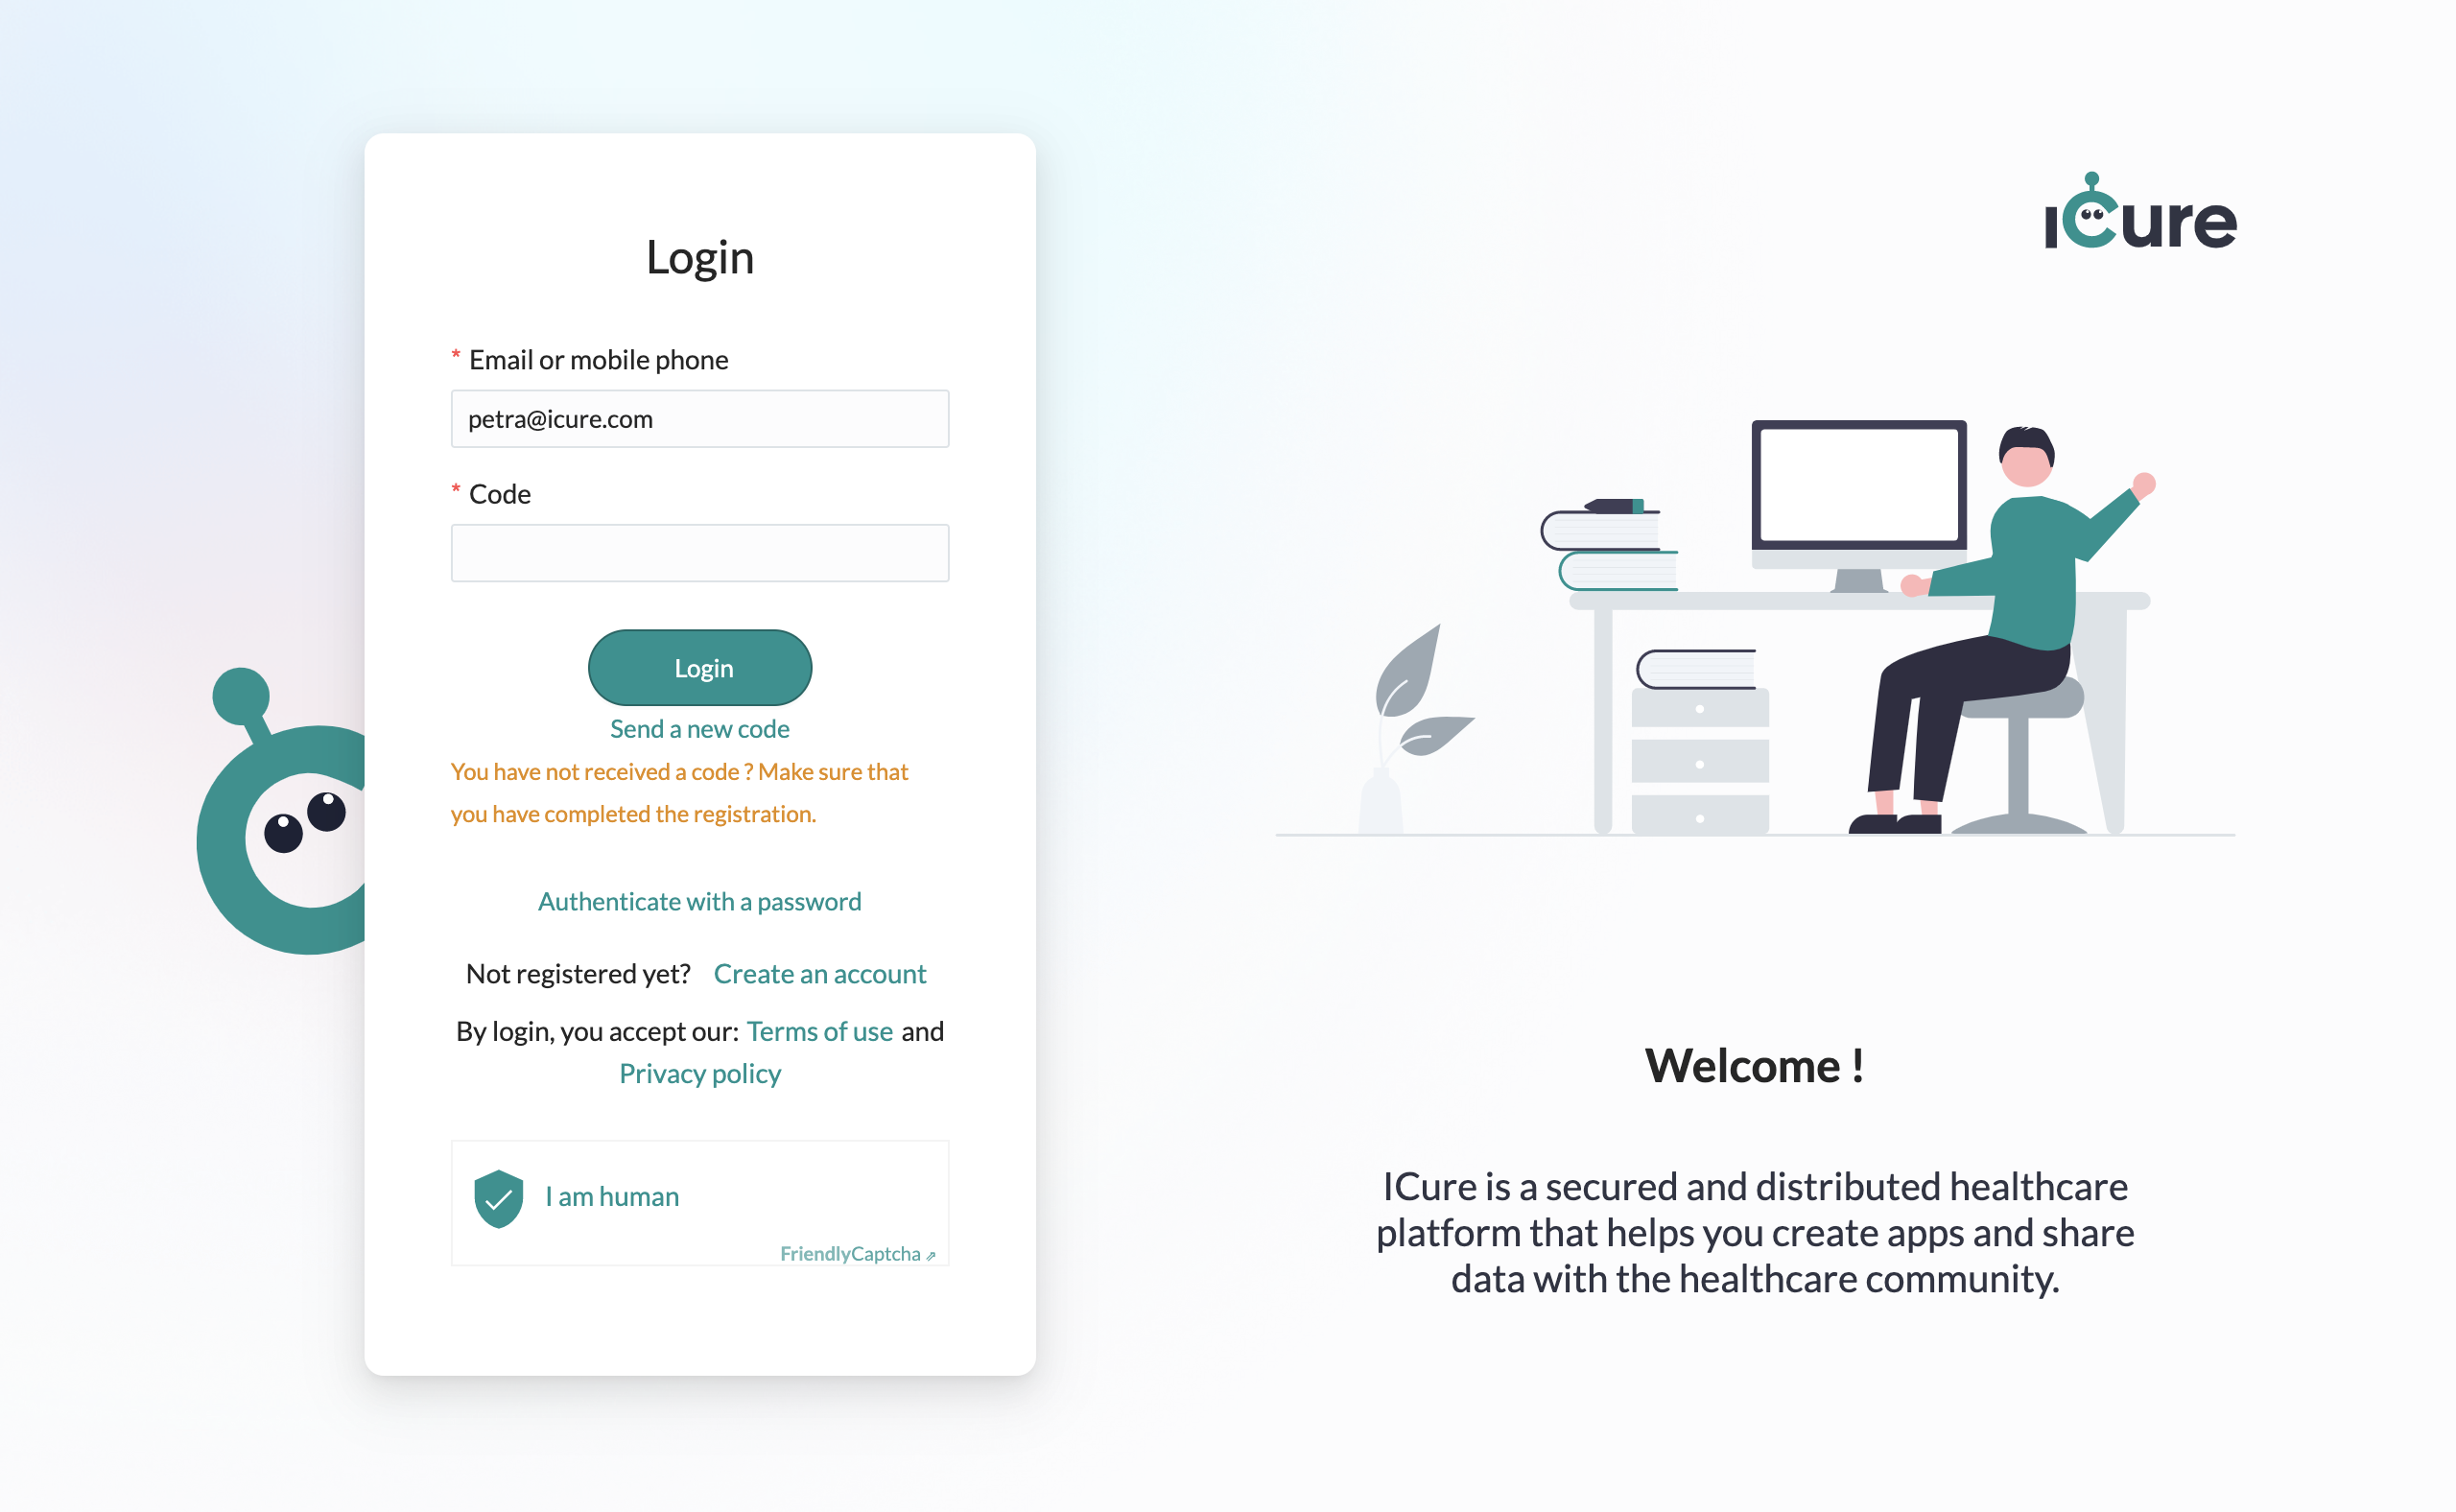 Login
* Email or mobile phone
petra@icure.com
* Code
Login
Send a new code
You have not received a code ? Make sure that
you have completed the registration.
Authenticate with a password
Not registered yet? Create an account
By login, you accept our: Terms of use and
Privacy policy
I am human
FriendlyCaptcha ⇗
iCure
Welcome !
ICure is a secured and distributed healthcare
platform that helps you create apps and share
data with the healthcare community.